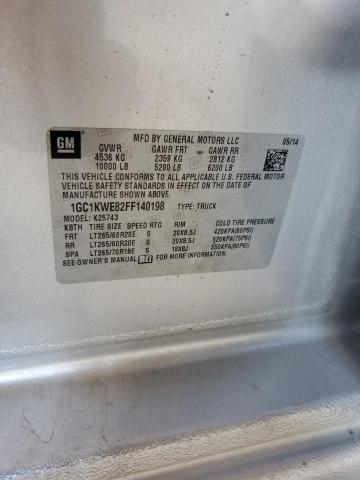 GM
MFD BY GENERAL MOTORS LLC 05/14
GVWR GAWR FRT GAWR RR
4536 KG 2359 KG 2812 KG
10000 LB 5200 LB 6200 LB
THIS VEHICLE CONFORMS TO ALL APPLICABLE U.S. FEDERAL MOTOR
VEHICLE SAFETY STANDARDS IN EFFECT ON THE DATE OF
MANUFACTURE SHOWN ABOVE.
1GC1KWE82FF140198 TYPE: TRUCK
MODEL: K25743
KBTH TIRE SIZE SPEED RTG RIM COLD TIRE PRESSURE
FRT LT265/60R20E S 20X8.5J 420KPA(60PSI)
RR LT265/60R20E S 20X8.5J 520KPA(75PSI)
SPA LT265/70R18E S 18X8J 550KPA(80PSI)
SEE OWNER'S MANUAL FOR MORE INFORMATION.